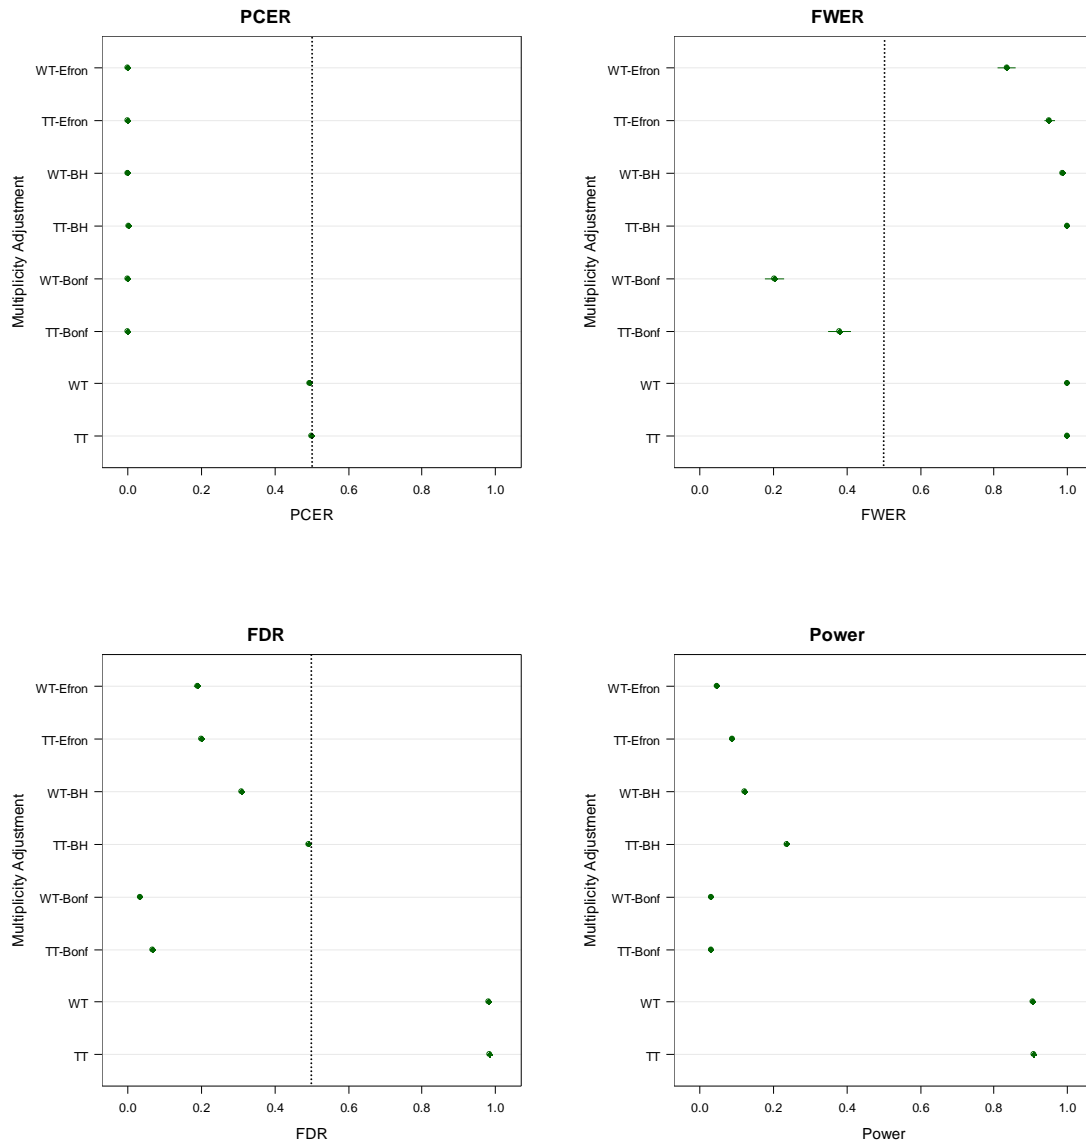 PCER
Multiplicity Adjustment
WT-Efron
TT-Efron
WT-BH
TT-BH
WT-Bonf
TT-Bonf
WT
TT
0.0 0.2 0.4 0.6 0.8 1.0
PCER
FWER
Multiplicity Adjustment
WT-Efron
TT-Efron
WT-BH
TT-BH
WT-Bonf
TT-Bonf
WT
TT
0.0 0.2 0.4 0.6 0.8 1.0
FWER
FDR
Multiplicity Adjustment
WT-Efron
TT-Efron
WT-BH
TT-BH
WT-Bonf
TT-Bonf
WT
TT
0.0 0.2 0.4 0.6 0.8 1.0
FDR
Power
Multiplicity Adjustment
WT-Efron
TT-Efron
WT-BH
TT-BH
WT-Bonf
TT-Bonf
WT
TT
0.0 0.2 0.4 0.6 0.8 1.0
Power